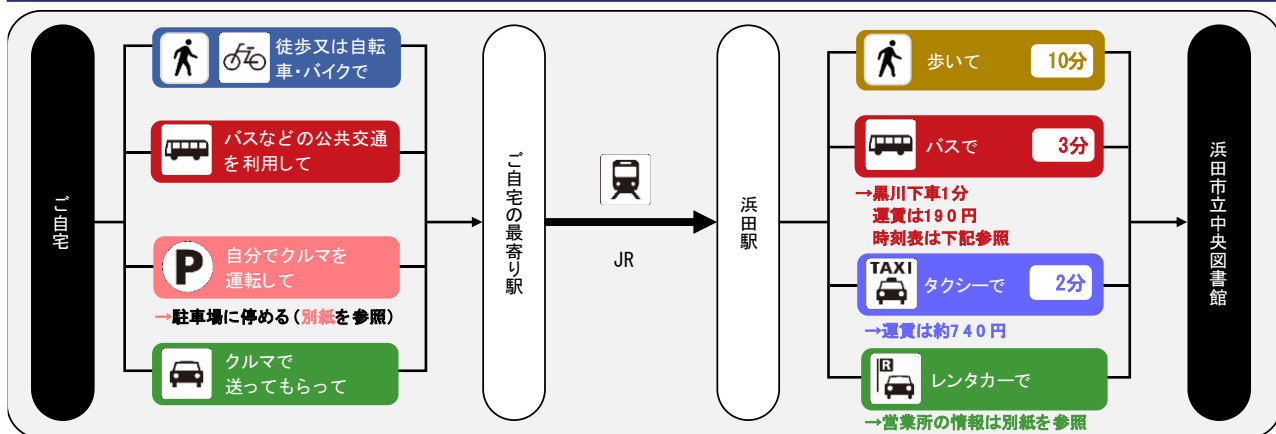 ご自宅
徒歩又は自転
車・バイクで
バスなどの公共交通
を利用して
P
自分でクルマを
運転して
→駐車場に停める(別紙を参照)
クルマで
送ってもらって
ご自宅の最寄り駅
JR
浜田駅
歩いて 10分
バスで 3分
→黒川下車1分
運賃は190円
時刻表は下記参照
TAXI
タクシーで 2分
→運賃は約740円
R
レンタカーで
→営業所の情報は別紙を参照
浜田市立中央図書館